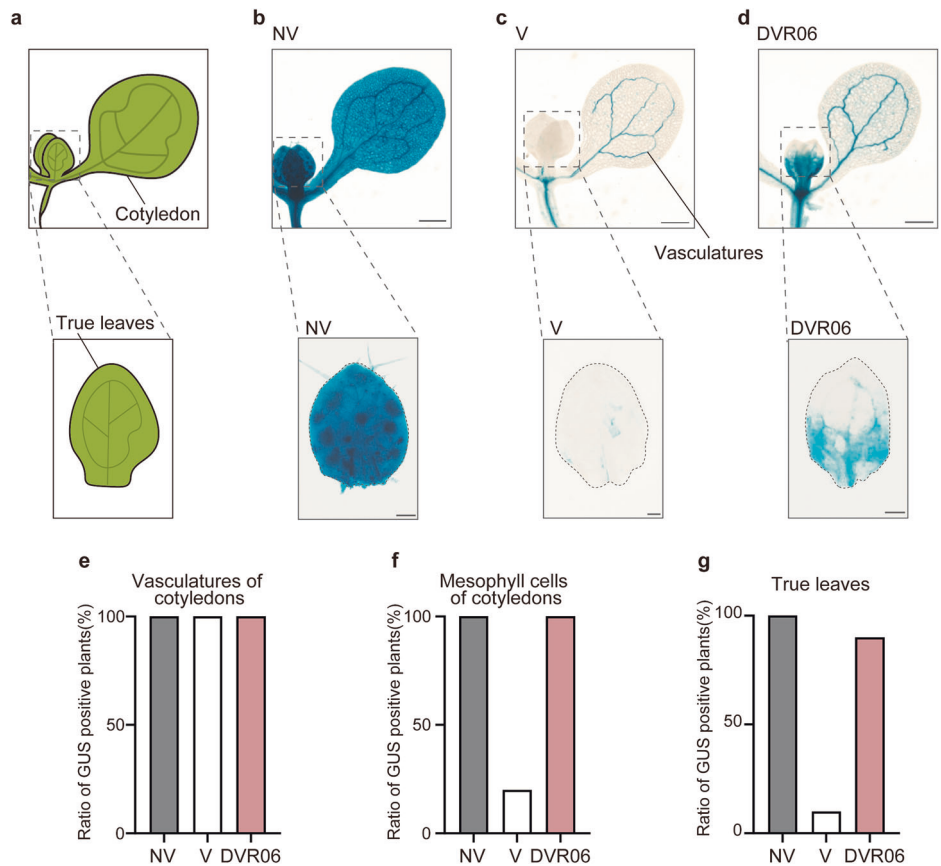 a
b
c
d
NV
V
DVR06
Cotyledon
Vasculatures
True leaves
NV
V
DVR06
e
f
g
Vasculatures of
cotyledons
Mesophyll cells
of cotyledons
True leaves
Ratio of GUS positive plants(%)
100
50
0
NV
V
DVR06
Ratio of GUS positive plants(%)
100
50
0
NV
V
DVR06
Ratio of GUS positive plants(%)
100
50
0
NV
V
DVR06